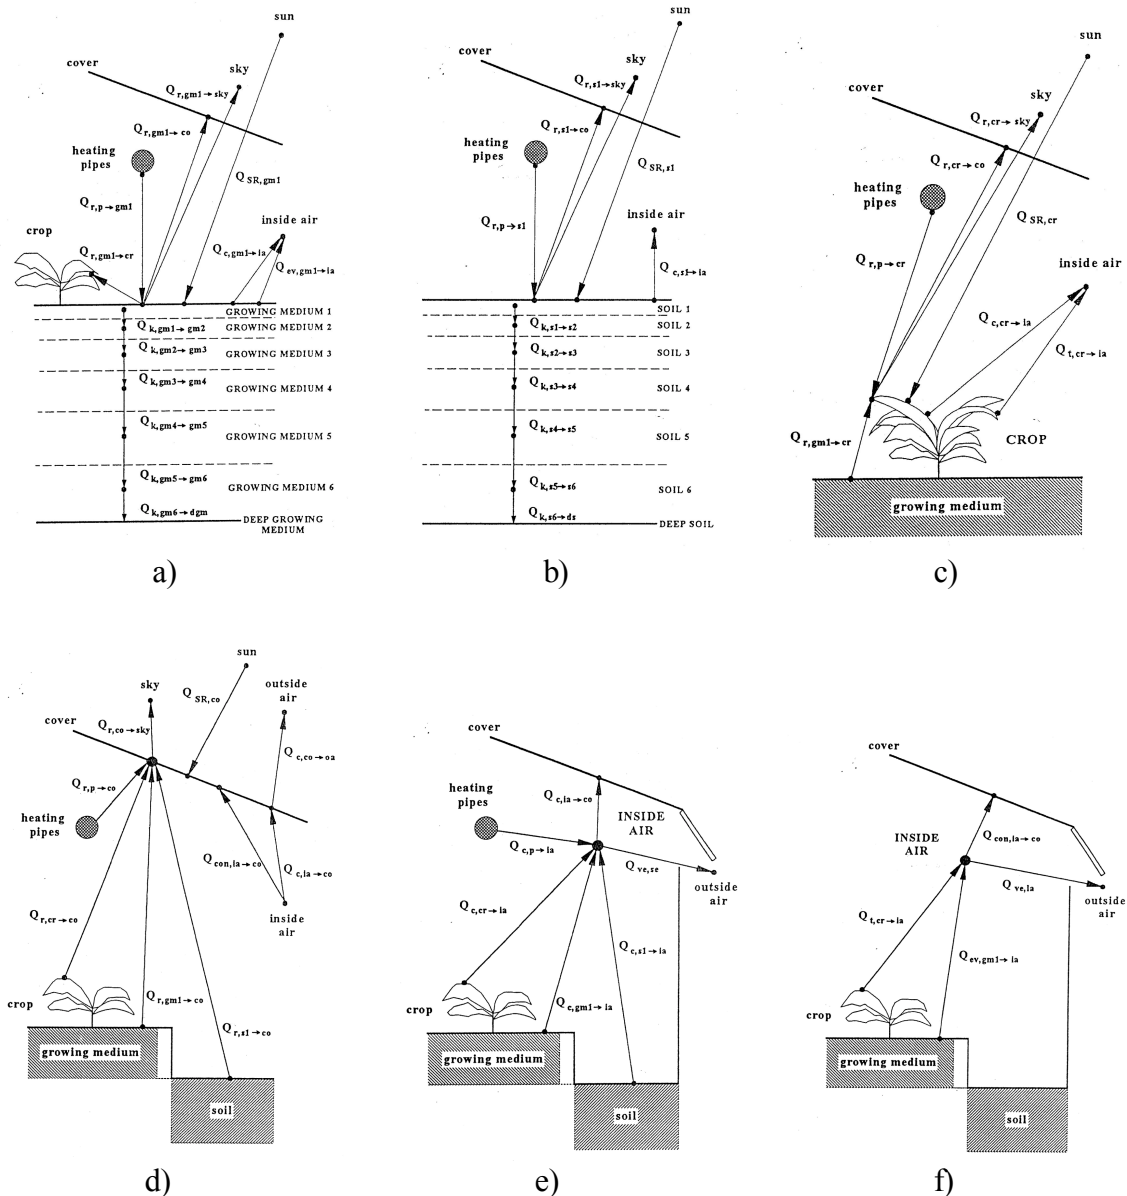 sun
sky
cover
Q r,gm1→sky
Q r,gm1→co
heating
pipes
Q SR,gm1
Q r,p→gm1
inside air
crop
Q r,gm1→cr
Q c,gm1→ia
Q ev,gm1→ia
GROWING MEDIUM 1
Q k,gm1→gm2
GROWING MEDIUM 2
Q k,gm2→gm3
GROWING MEDIUM 3
Q k,gm3→gm4
GROWING MEDIUM 4
Q k,gm4→gm5
GROWING MEDIUM 5
Q k,gm5→gm6
GROWING MEDIUM 6
Q k,gm6→dgm
DEEP GROWING
MEDIUM
a)
sun
sky
cover
Q r,s1→sky
Q r,s1→co
heating
pipes
Q SR,s1
inside air
Q r,p→s1
Q c,s1→ia
SOIL 1
Q k,s1→s2
SOIL 2
Q k,s2→s3
SOIL 3
Q k,s3→s4
SOIL 4
Q k,s4→s5
SOIL 5
Q k,s5→s6
SOIL 6
Q k,s6→ds
DEEP SOIL
b)
sun
sky
cover
Q r,cr→sky
Q r,cr→co
heating
pipes
Q SR,cr
Q r,p→cr
inside air
Q c,cr→ia
Q t,cr→ia
Q r,gm1→cr
CROP
growing medium
c)
sun
sky
Q SR,co
outside
air
cover
Q r,co→sky
Q c,co→oa
Q r,p→co
heating
pipes
Q con,ia→co
Q c,ia→co
Q r,cr→co
inside
air
crop
Q r,gm1→co
Q r,s1→co
growing medium
soil
d)
cover
heating
pipes
Q c,ia→co
INSIDE
AIR
Q c,p→ia
Q ve,se
outside
air
Q c,cr→ia
Q c,s1→ia
crop
Q c,gm1→ia
growing medium
soil
e)
cover
INSIDE
AIR
Q con,ia→co
Q ve,la
outside
air
Q t,cr→ia
Q ev,gm1→ia
crop
growing medium
soil
f)